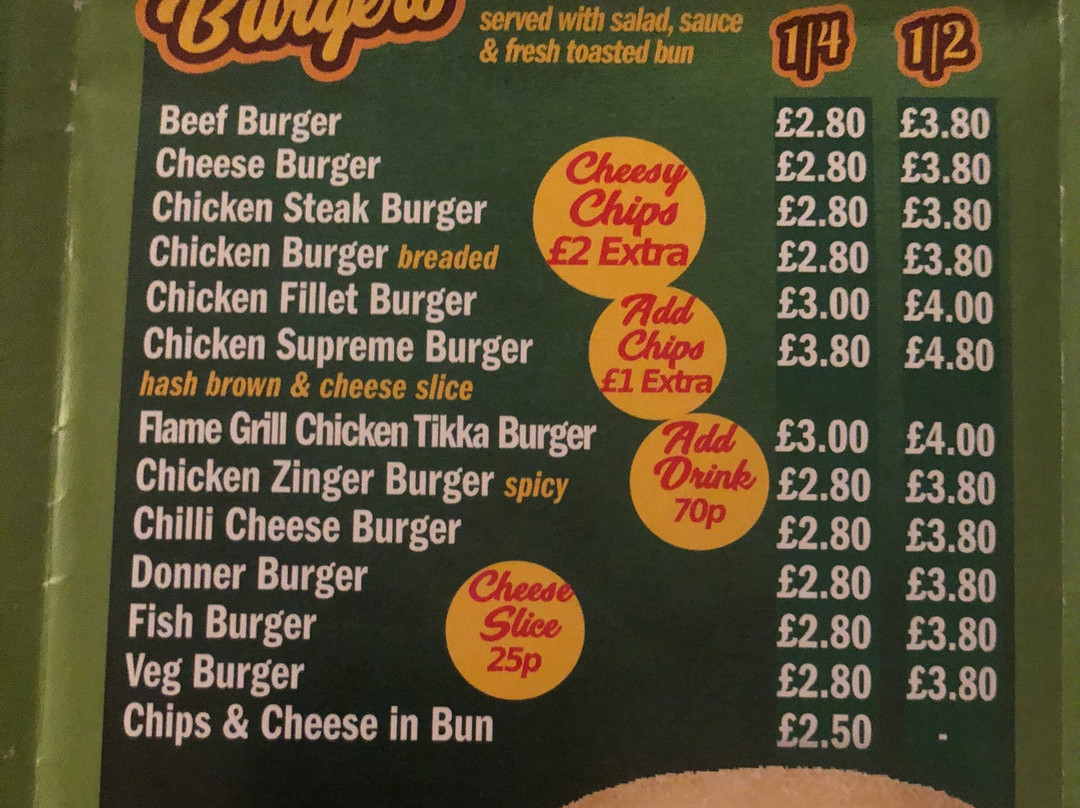 Burgers
served with salad, sauce
& fresh toasted bun
1/4 1/2
Beef Burger £2.80 £3.80
Cheese Burger £2.80 £3.80
Chicken Steak Burger £2.80 £3.80
Chicken Burger breaded £2.80 £3.80
Chicken Fillet Burger £3.00 £4.00
Chicken Supreme Burger £3.80 £4.80
hash brown & cheese slice
Flame Grill Chicken Tikka Burger £3.00 £4.00
Chicken Zinger Burger spicy £2.80 £3.80
Chilli Cheese Burger £2.80 £3.80
Donner Burger £2.80 £3.80
Fish Burger £2.80 £3.80
Veg Burger £2.80 £3.80
Chips & Cheese in Bun £2.50 -
Cheesy
Chips
£2 Extra
Add
Chips
£1 Extra
Add
Drink
70p
Cheese
Slice
25p